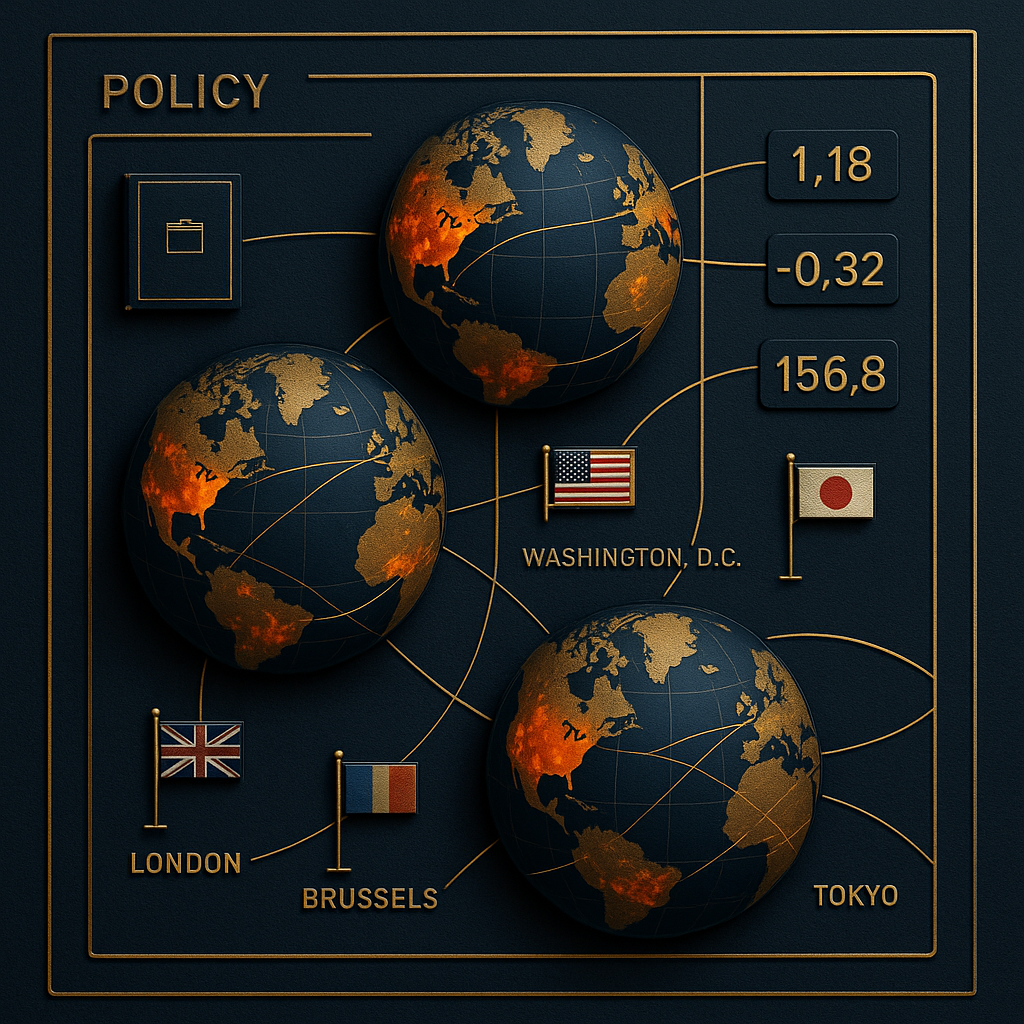 POLICY
1,18
-0,32
156,8
WASHINGTON, D.C.
LONDON
BRUSSELS
TOKYO